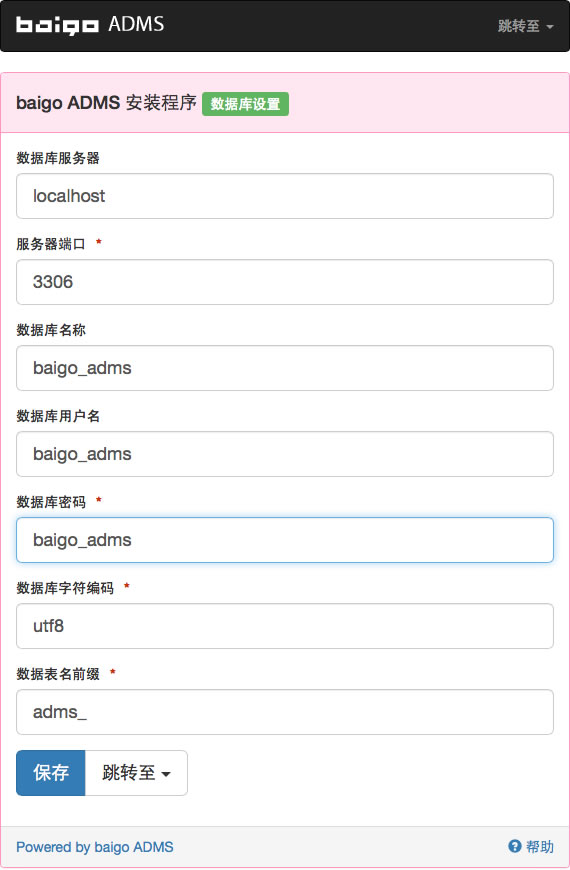 baigo ADMS
跳转至
baigo ADMS 安装程序 数据库设置
数据库服务器
localhost
服务器端口 *
3306
数据库名称
baigo_adms
数据库用户名
baigo_adms
数据库密码 *
baigo_adms
数据库字符编码 *
utf8
数据表名前缀 *
adms_
保存 跳转至
Powered by baigo ADMS
帮助